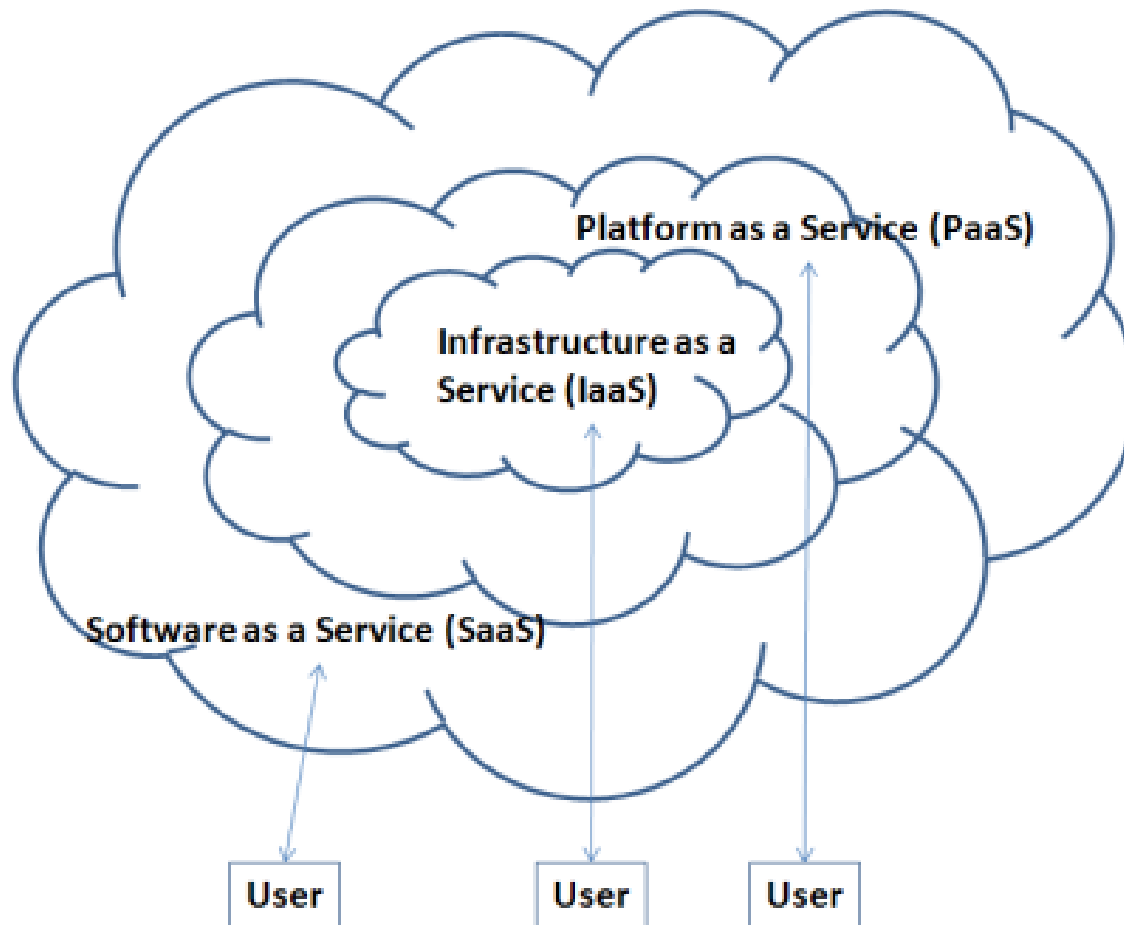 Platform as a Service (PaaS)
Infrastructure as a
Service (IaaS)
Software as a Service (SaaS)
User
User
User